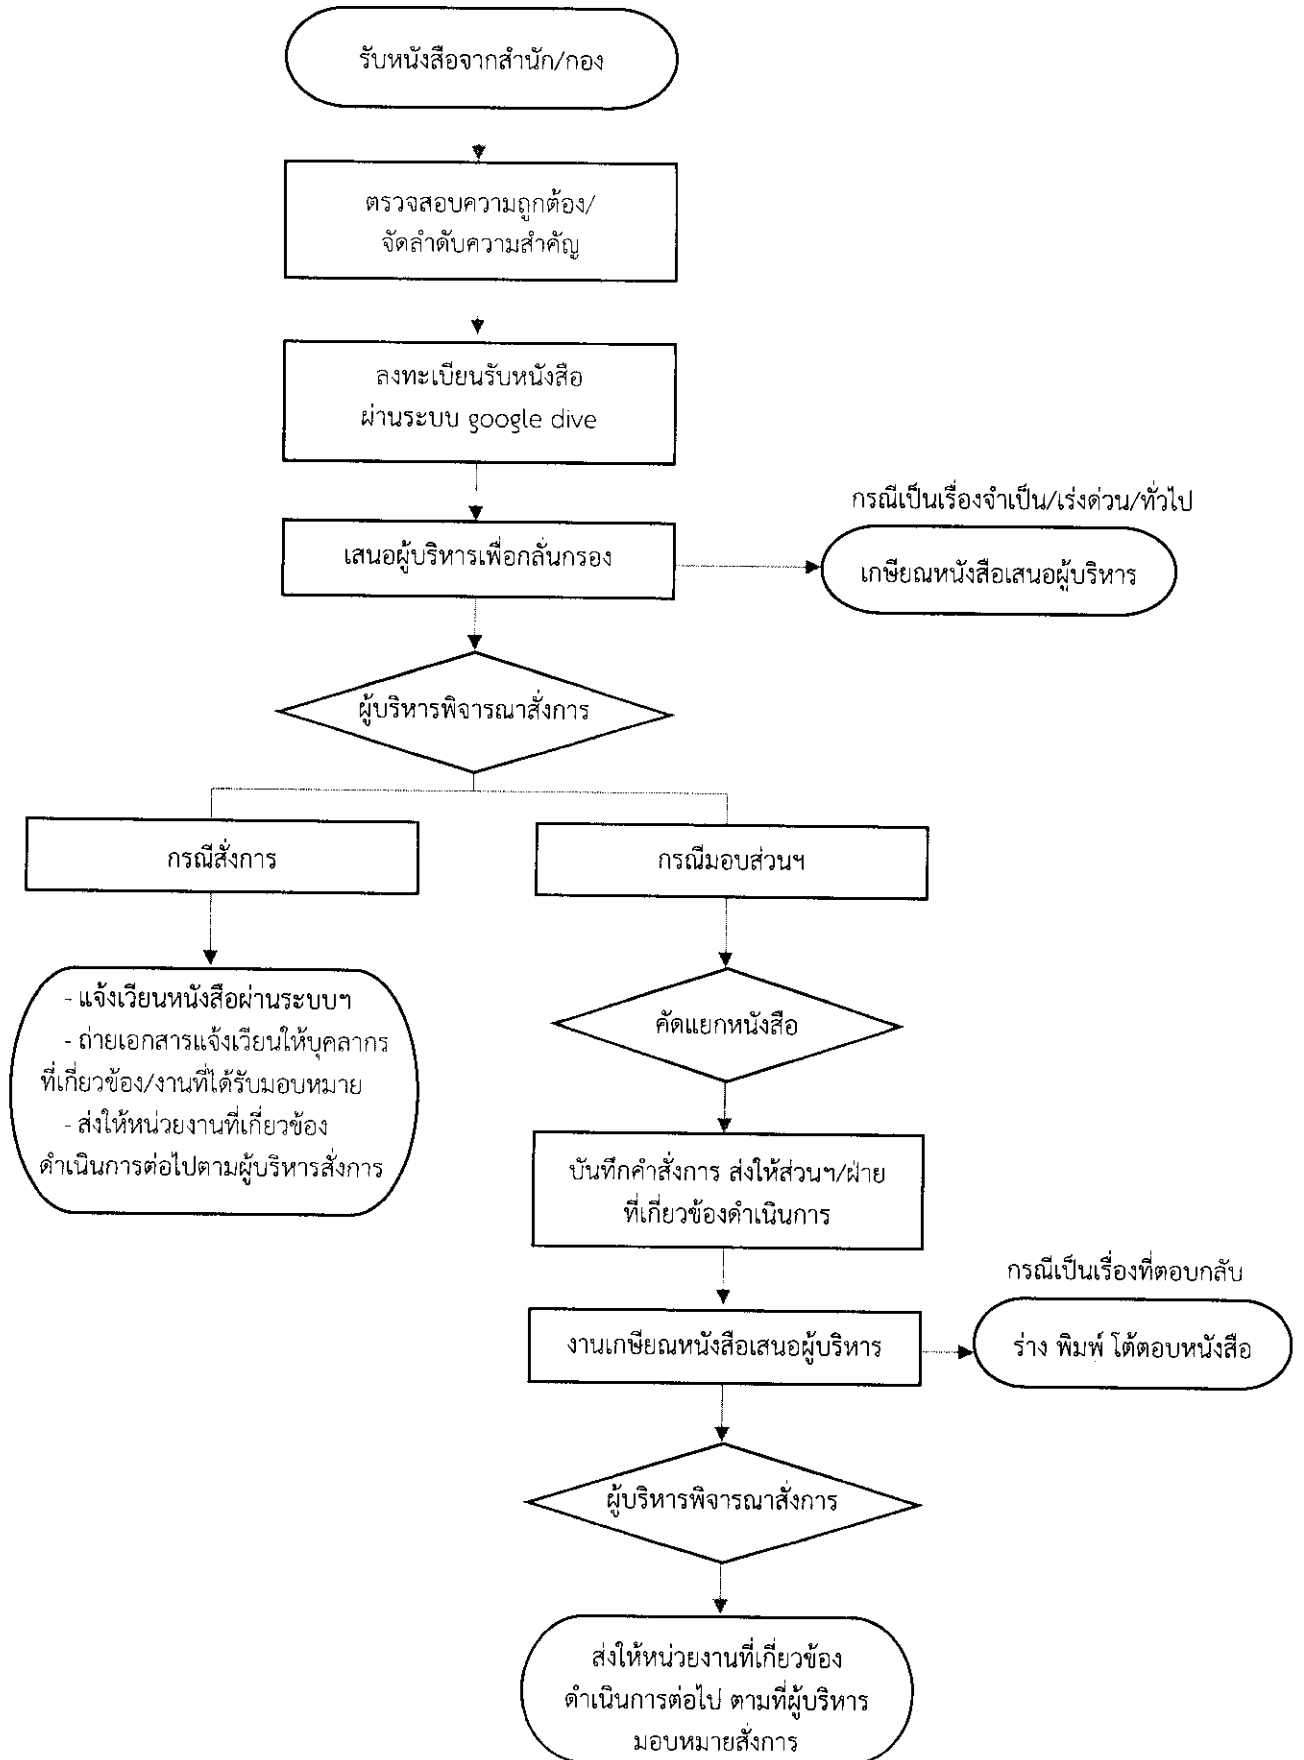 รับหนังสือจากสำนัก/กอง
ตรวจสอบความถูกต้อง/
จัดลำดับความสำคัญ
ลงทะเบียนรับหนังสือ
ผ่านระบบ google dive
กรณีเป็นเรื่องจำเป็น/เร่งด่วน/ทั่วไป
เสนอผู้บริหารเพื่อกลั่นกรอง
เกษียณหนังสือเสนอผู้บริหาร
ผู้บริหารพิจารณาสั่งการ
กรณีสั่งการ
กรณีมอบส่วนฯ
- แจ้งเวียนหนังสือผ่านระบบฯ
- ถ่ายเอกสารแจ้งเวียนให้บุคลากร
ที่เกี่ยวข้อง/งานที่ได้รับมอบหมาย
- ส่งให้หน่วยงานที่เกี่ยวข้อง
ดำเนินการต่อไปตามผู้บริหารสั่งการ
คัดแยกหนังสือ
บันทึกคำสั่งการ ส่งให้ส่วนฯ/ฝ่าย
ที่เกี่ยวข้องดำเนินการ
กรณีเป็นเรื่องที่ตอบกลับ
งานเกษียณหนังสือเสนอผู้บริหาร
ร่าง พิมพ์ โต้ตอบหนังสือ
ผู้บริหารพิจารณาสั่งการ
ส่งให้หน่วยงานที่เกี่ยวข้อง
ดำเนินการต่อไป ตามที่ผู้บริหาร
มอบหมายสั่งการ